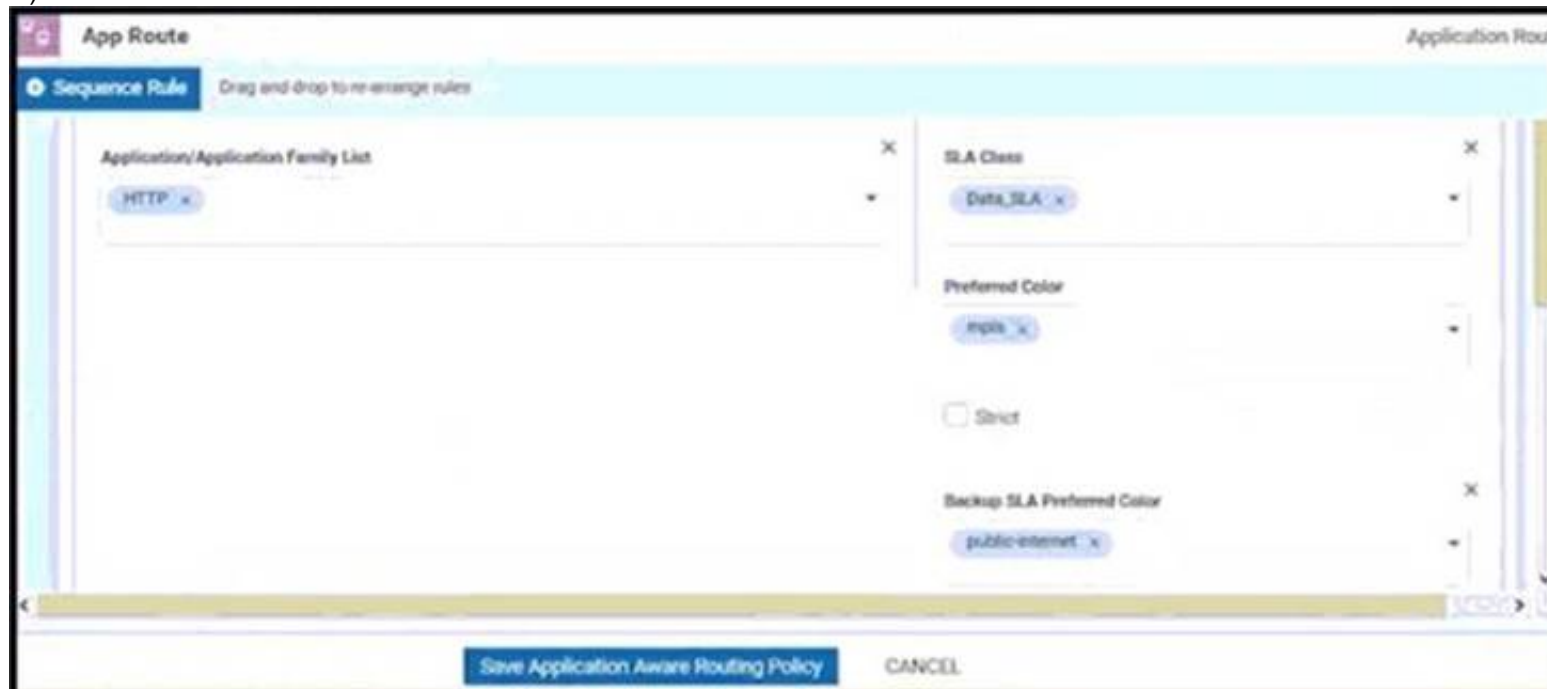 App Route
Application Rou
Sequence Rule
Drag and drop to re-arrange rules
Application/Application Family List
HTTP ×
SLA Class
Data_SLA ×
Preferred Color
mpls ×
Strict
Backup SLA Preferred Color
public-internet ×
Save Application Aware Routing Policy
CANCEL